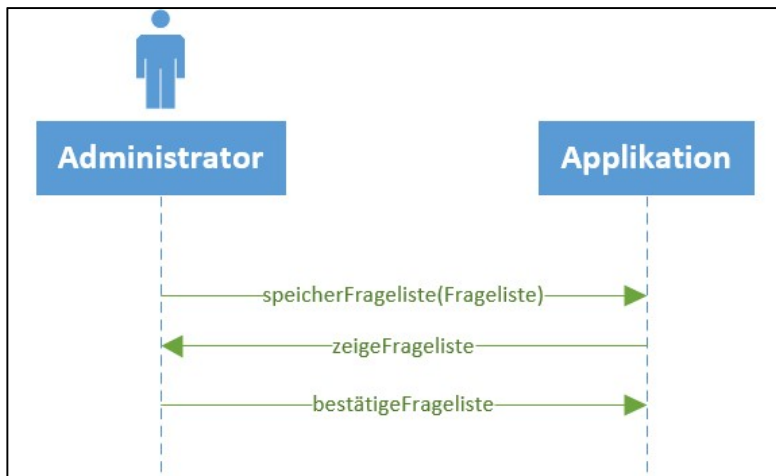 Administrator
Applikation
speicherFrageliste(Frageliste)
zeigeFrageliste
bestätigeFrageliste